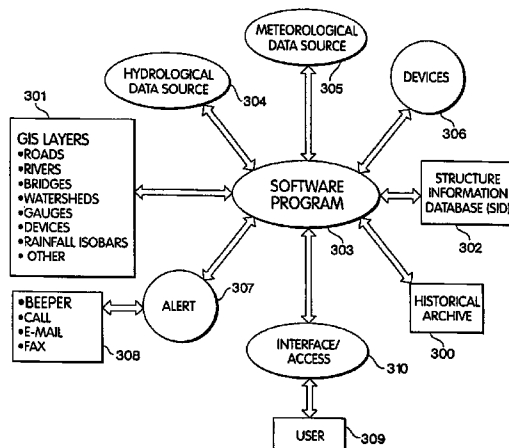 METEOROLOGICAL
DATA SOURCE
305
HYDROLOGICAL
DATA SOURCE
304
DEVICES
306
301
GIS LAYERS
•ROADS
•RIVERS
•BRIDGES
•WATERSHEDS
•GAUGES
•DEVICES
•RAINFALL ISOBARS
• OTHER
SOFTWARE
PROGRAM
303
STRUCTURE
INFORMATION
DATABASE (SID)
302
•BEEPER
•CALL
•E-MAIL
•FAX
308
ALERT
307
HISTORICAL
ARCHIVE
300
INTERFACE/
ACCESS
310
USER
309